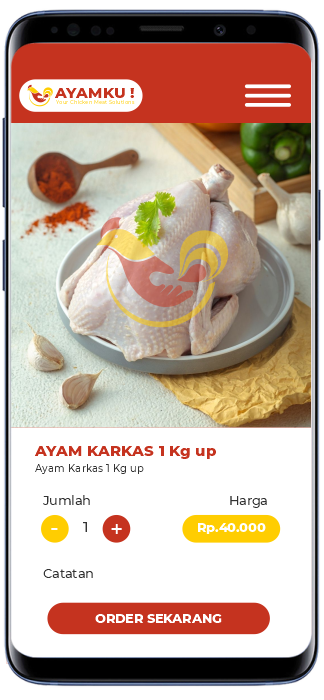 AYAMKU !
Your Chicken Meat Solutions
AYAM KARKAS 1 Kg up
Ayam Karkas 1 Kg up
Jumlah
Harga
- 1 +
Rp.40.000
Catatan
ORDER SEKARANG